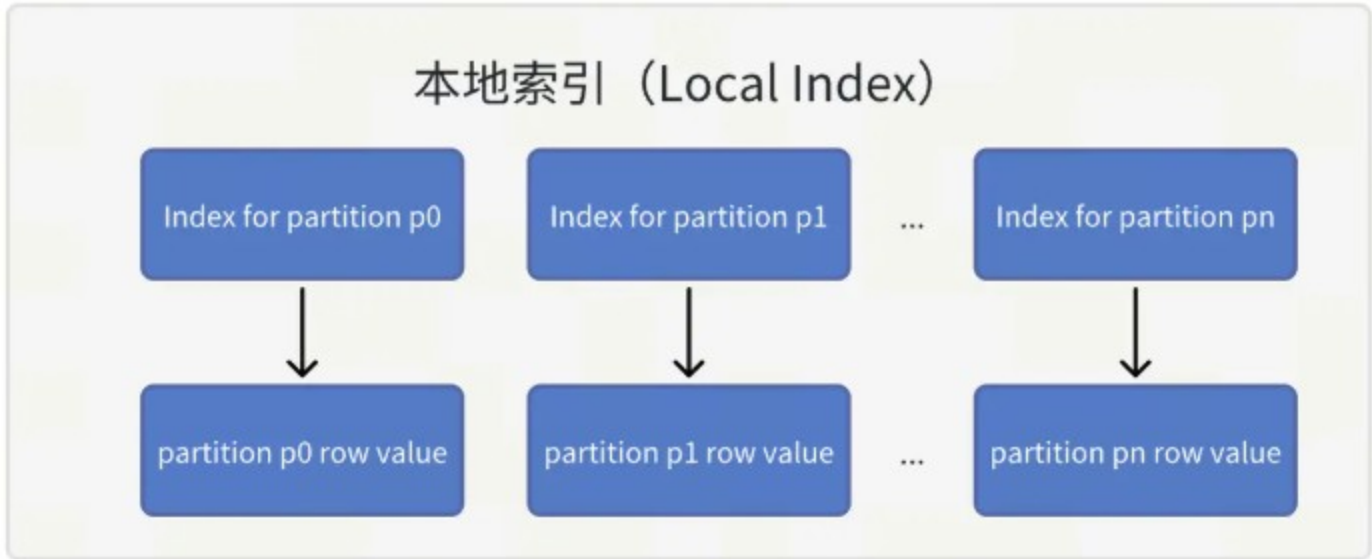 本地索引（Local Index）
Index for partition p0
Index for partition p1
...
Index for partition pn
partition p0 row value
partition p1 row value
...
partition pn row value